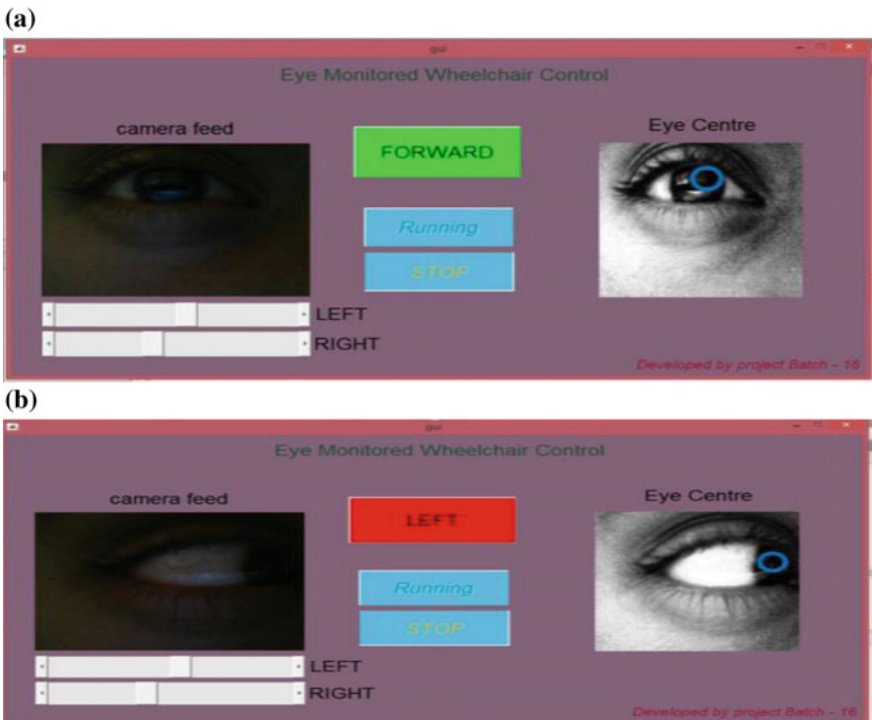 (a)
gui
Eye Monitored Wheelchair Control
camera feed
FORWARD
Eye Centre
Running
STOP
LEFT
RIGHT
Developed by project Batch - 16
(b)
gui
Eye Monitored Wheelchair Control
camera feed
LEFT
Eye Centre
Running
STOP
LEFT
RIGHT
Developed by project Batch - 16